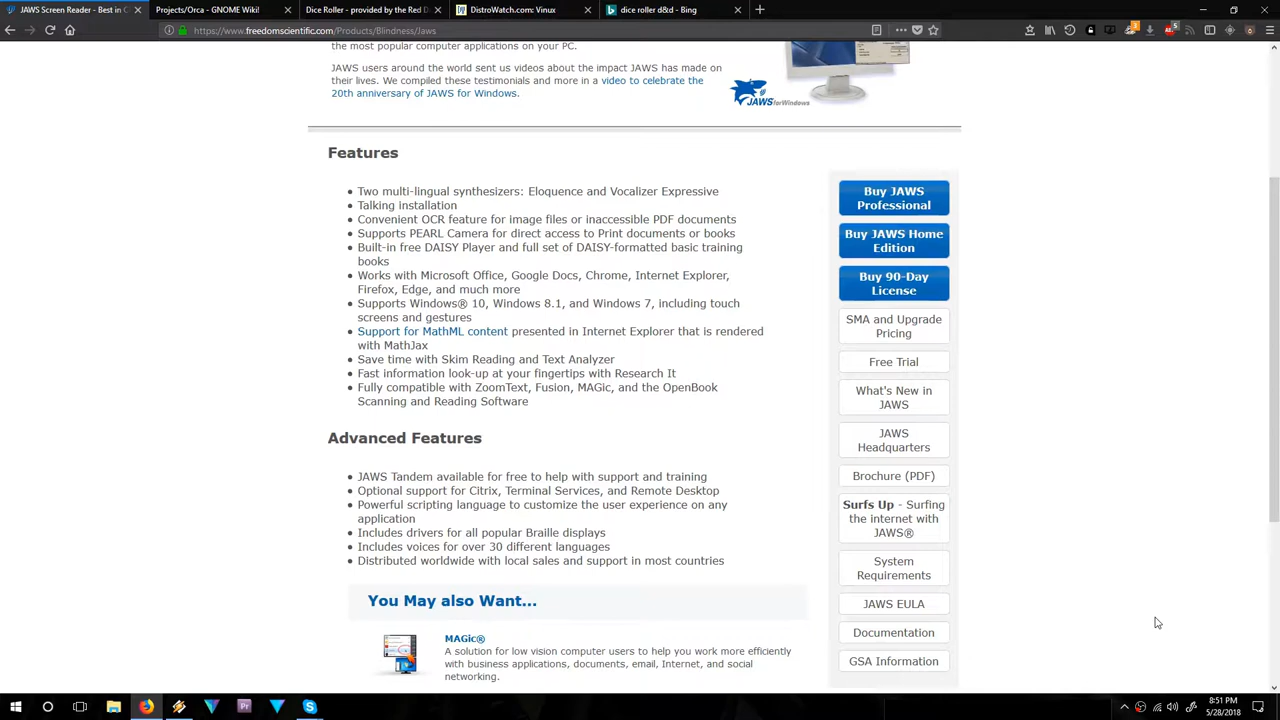 JAWS Screen Reader - Best in C
Projects/Orca - GNOME Wiki!
Dice Roller - provided by the Red D
DistroWatch.com: Vinux
dice roller d&d - Bing
https://www.freedomscientific.com/Products/Blindness/Jaws
the most popular computer applications on your PC.
JAWS users around the world sent us videos about the impact JAWS has made on
their lives. We compiled these testimonials and more in a video to celebrate the
20th anniversary of JAWS for Windows.
JAWS for Windows
Features
Two multi-lingual synthesizers: Eloquence and Vocalizer Expressive
Talking installation
Convenient OCR feature for image files or inaccessible PDF documents
Supports PEARL Camera for direct access to Print documents or books
Built-in free DAISY Player and full set of DAISY-formatted basic training
books
Works with Microsoft Office, Google Docs, Chrome, Internet Explorer,
Firefox, Edge, and much more
Supports Windows® 10, Windows 8.1, and Windows 7, including touch
screens and gestures
Support for MathML content presented in Internet Explorer that is rendered
with MathJax
Save time with Skim Reading and Text Analyzer
Fast information look-up at your fingertips with Research It
Fully compatible with ZoomText, Fusion, MAGic, and the OpenBook
Scanning and Reading Software
Advanced Features
JAWS Tandem available for free to help with support and training
Optional support for Citrix, Terminal Services, and Remote Desktop
Powerful scripting language to customize the user experience on any
application
Includes drivers for all popular Braille displays
Includes voices for over 30 different languages
Distributed worldwide with local sales and support in most countries
You May also Want...
MAGic®
A solution for low vision computer users to help you work more efficiently
with business applications, documents, email, Internet, and social
networking.
Buy JAWS
Professional
Buy JAWS Home
Edition
Buy 90-Day
License
SMA and Upgrade
Pricing
Free Trial
What's New in
JAWS
JAWS
Headquarters
Brochure (PDF)
Surfs Up - Surfing
the internet with
JAWS®
System
Requirements
JAWS EULA
Documentation
GSA Information
8:51 PM
5/28/2018